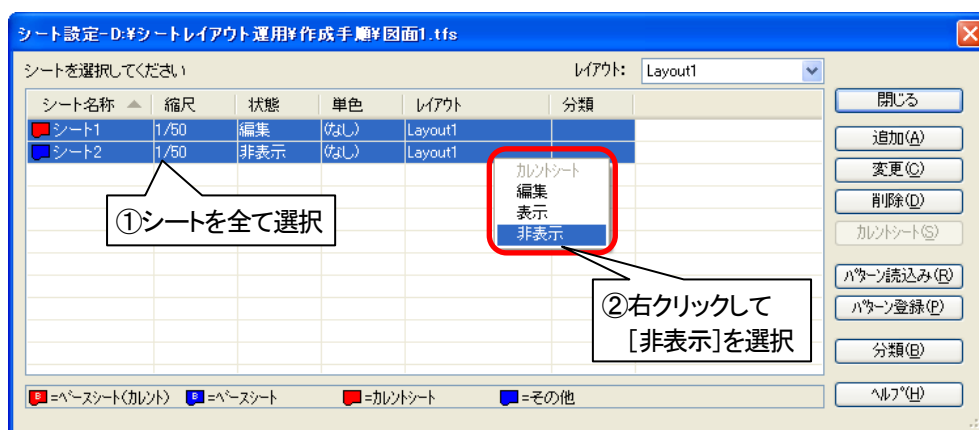 シート設定-D:¥シートレイアウト運用¥作成手順¥図面1.tfs
シートを選択してください
レイアウト: Layout1
シート名称 縮尺 状態 単色 レイアウト 分類
シート1 1/50 編集 (なし) Layout1
シート2 1/50 非表示 (なし) Layout1
カレントシート
編集
表示
非表示
①シートを全て選択
②右クリックして
[非表示]を選択
閉じる
追加(A)
変更(C)
削除(D)
カレントシート(S)
パターン読込み(R)
パターン登録(P)
分類(B)
ヘルプ(H)
B =ベースシート(カレント) B =ベースシート =カレントシート =その他